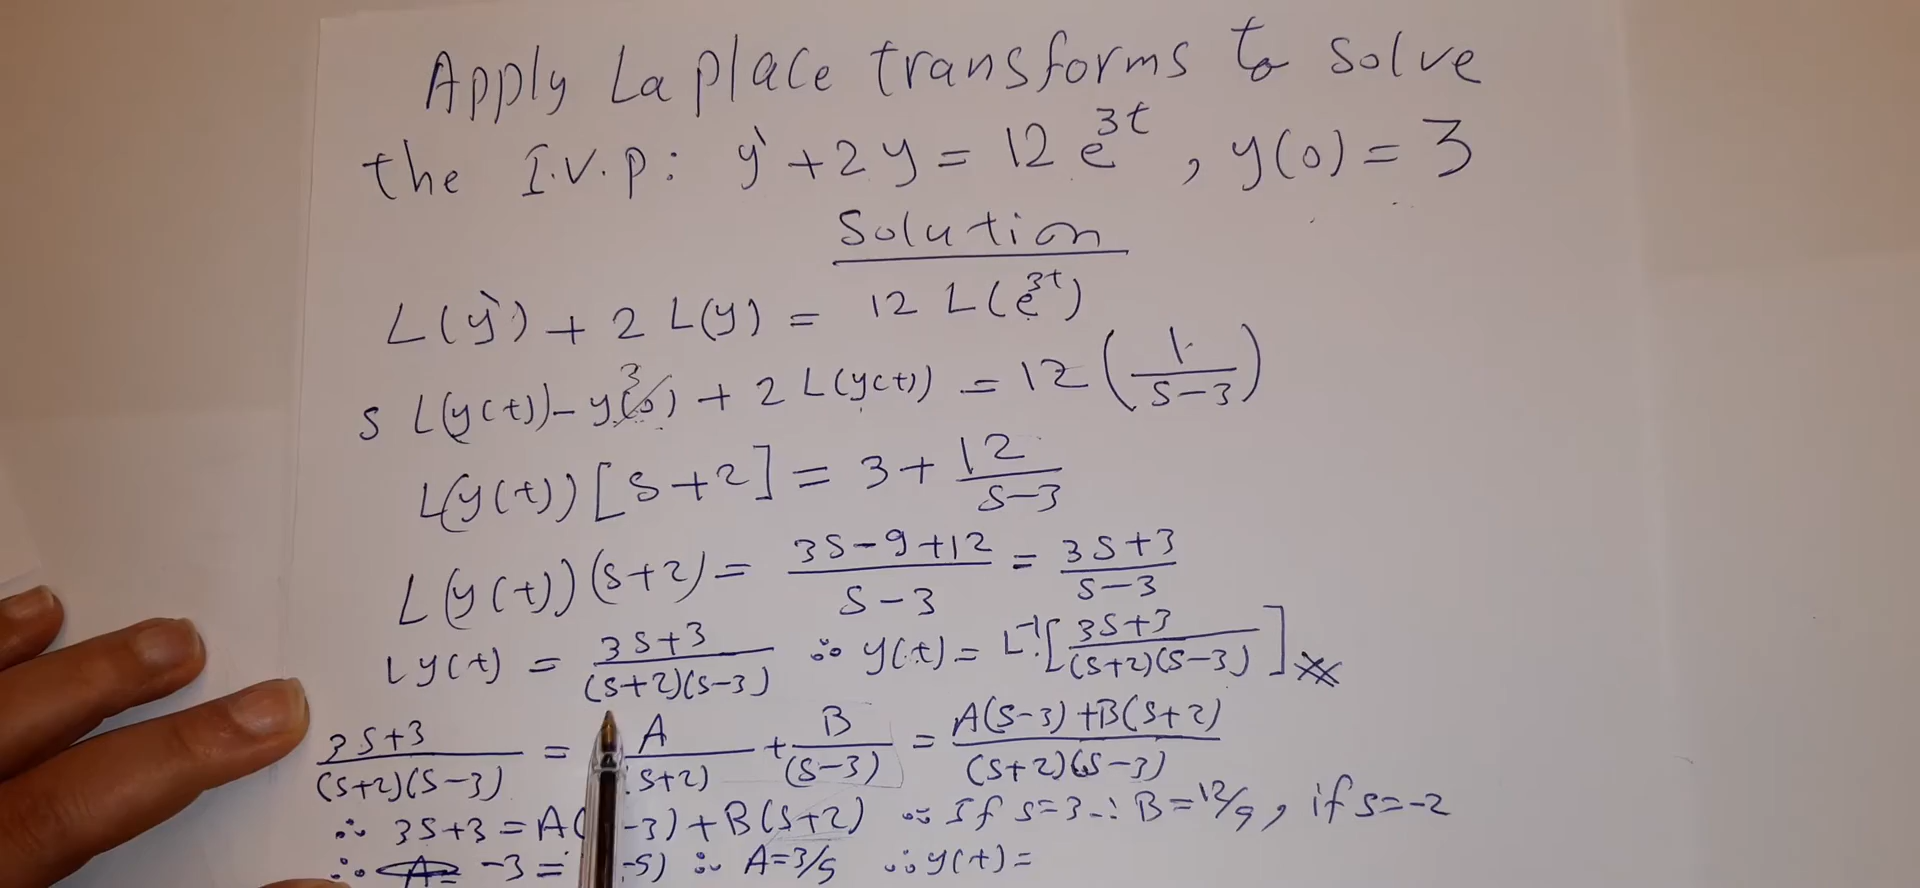 Apply Laplace transforms to solve
the I.V.P: y` + 2y = 12 e^3t , y(0) = 3
Solution
L(y`) + 2 L(y) = 12 L(e^3t)
S L(y(t)) - y(0) 3 + 2 L(y(t)) = 12 (1/(S-3))
L(y(t)) [S+2] = 3 + 12/(S-3)
L(y(t)) (S+2) = (3S-9+12)/(S-3) = (3S+3)/(S-3)
L y(t) = (3S+3)/((S+2)(S-3)) ∴ y(t) = L^-1 [(3S+3)/((S+2)(S-3))]
(3S+3)/((S+2)(S-3)) = A/(S+2) + B/(S-3) = (A(S-3)+B(S+2))/((S+2)(S-3))
∴ 3S+3 = A( -3) + B(S+2) ∴ If S=3 ∴ B = 12/5, if S=-2
∴ -3 = -5) ∴ A = 3/5 ∴ y(t) =